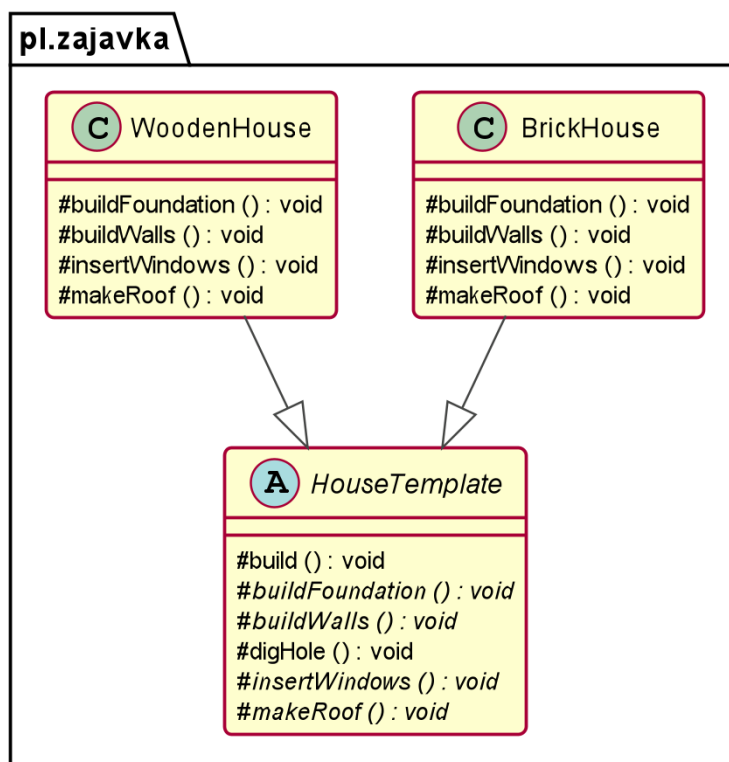 pl.zajavka
C WoodenHouse
#buildFoundation () : void
#buildWalls () : void
#insertWindows () : void
#makeRoof () : void
C BrickHouse
#buildFoundation () : void
#buildWalls () : void
#insertWindows () : void
#makeRoof () : void
A HouseTemplate
#build () : void
#buildFoundation () : void
#buildWalls () : void
#digHole () : void
#insertWindows () : void
#makeRoof () : void